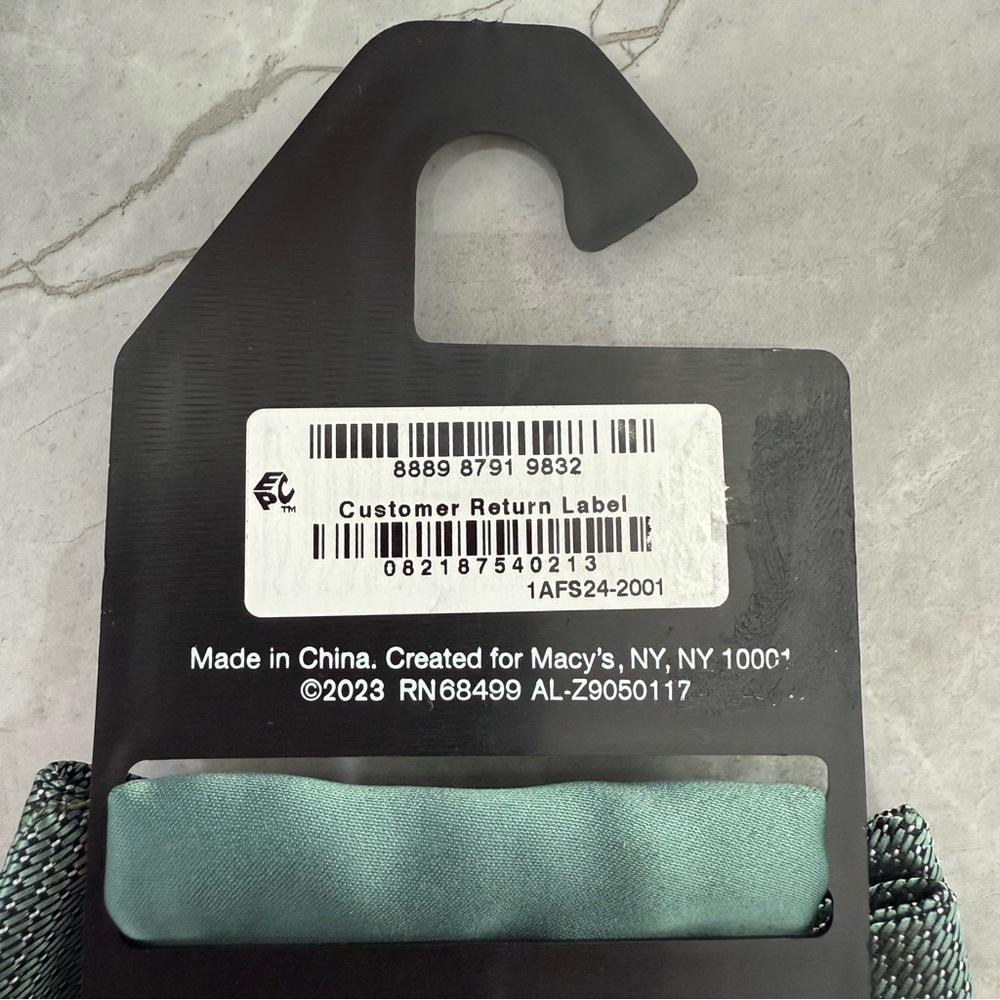 8889 8791 9832
EPC™
Customer Return Label
082187540213
1AFS24-2001
Made in China. Created for Macy's, NY, NY 10001
©2023 RN68499 AL-Z9050117